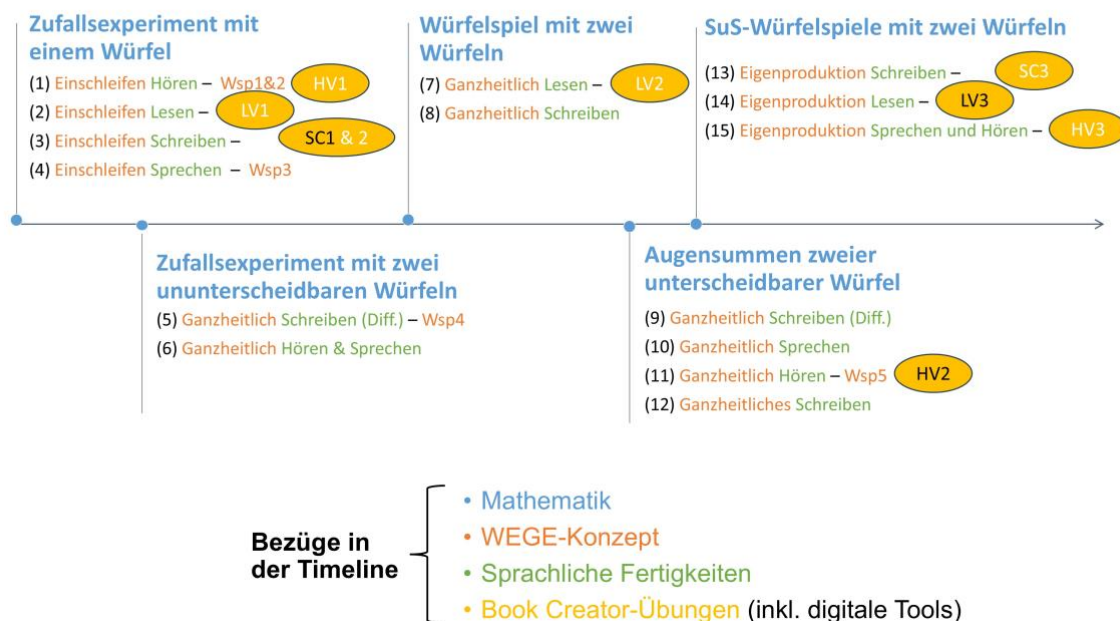 Zufallsexperiment mit
einem Würfel
(1) Einschleifen Hören – Wsp1&2 HV1
(2) Einschleifen Lesen – LV1
(3) Einschleifen Schreiben – SC1 & 2
(4) Einschleifen Sprechen – Wsp3
Würfelspiel mit zwei
Würfeln
(7) Ganzheitlich Lesen – LV2
(8) Ganzheitlich Schreiben
SuS-Würfelspiele mit zwei Würfeln
(13) Eigenproduktion Schreiben – SC3
(14) Eigenproduktion Lesen – LV3
(15) Eigenproduktion Sprechen und Hören – HV3
Zufallsexperiment mit zwei
ununterscheidbaren Würfeln
(5) Ganzheitlich Schreiben (Diff.) – Wsp4
(6) Ganzheitlich Hören & Sprechen
Augensummen zweier
unterscheidbarer Würfel
(9) Ganzheitlich Schreiben (Diff.)
(10) Ganzheitlich Sprechen
(11) Ganzheitlich Hören – Wsp5 HV2
(12) Ganzheitliches Schreiben
Bezüge in
der Timeline
• Mathematik
• WEGE-Konzept
• Sprachliche Fertigkeiten
• Book Creator-Übungen (inkl. digitale Tools)